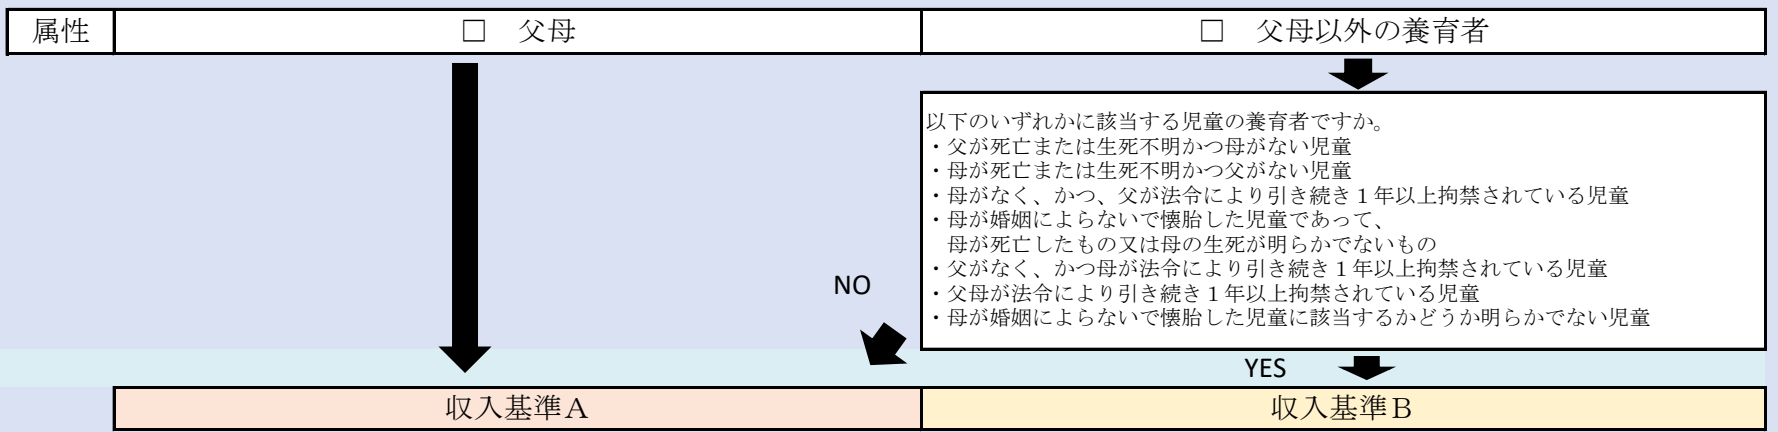 属性
□ 父母
□ 父母以外の養育者
以下のいずれかに該当する児童の養育者ですか。
・父が死亡または生死不明かつ母がない児童
・母が死亡または生死不明かつ父がない児童
・母がなく、かつ、父が法令により引き続き１年以上拘禁されている児童
・母が婚姻によらないで懐胎した児童であって、
母が死亡したもの又は母の生死が明らかでないもの
・父がなく、かつ母が法令により引き続き１年以上拘禁されている児童
・父母が法令により引き続き１年以上拘禁されている児童
・母が婚姻によらないで懐胎した児童に該当するかどうか明らかでない児童
NO
YES
収入基準Ａ
収入基準Ｂ